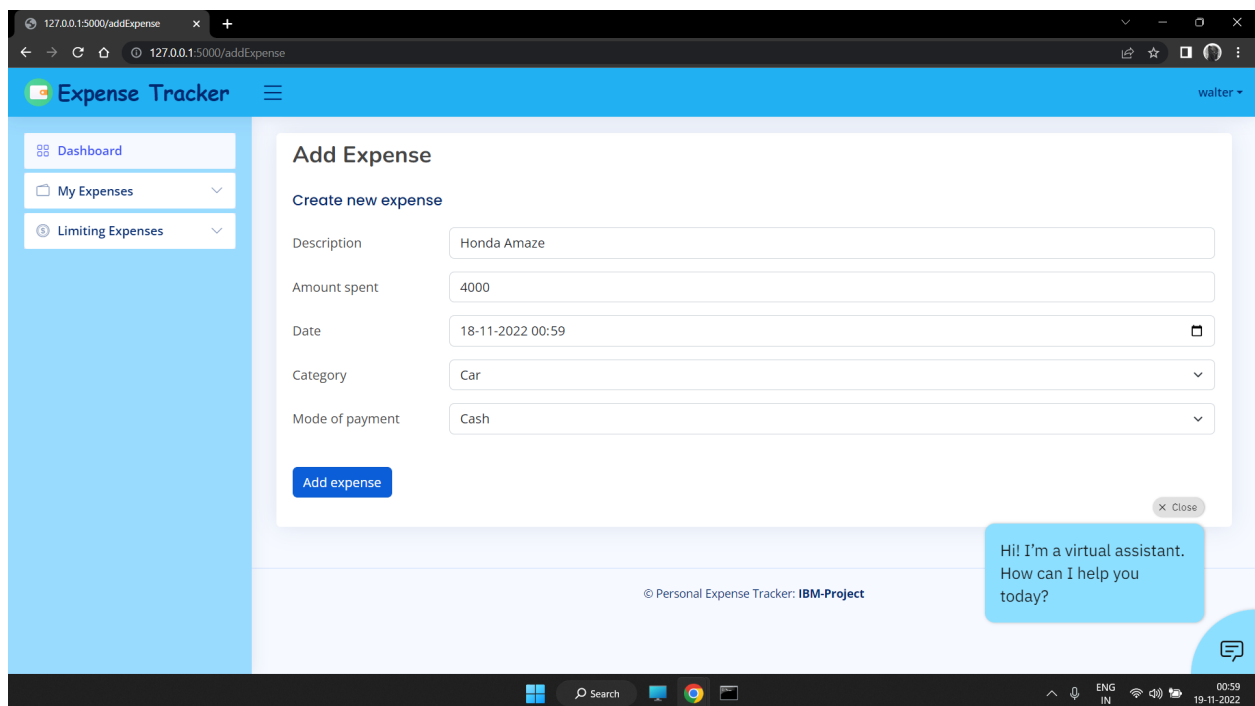 127.0.0.1:5000/addExpense
127.0.0.1:5000/addExpense
Expense Tracker
walter
Dashboard
My Expenses
Limiting Expenses
Add Expense
Create new expense
Description
Honda Amaze
Amount spent
4000
Date
18-11-2022 00:59
Category
Car
Mode of payment
Cash
Add expense
Close
Hi! I'm a virtual assistant.
How can I help you
today?
© Personal Expense Tracker: IBM-Project
Search
ENG
IN
00:59
19-11-2022